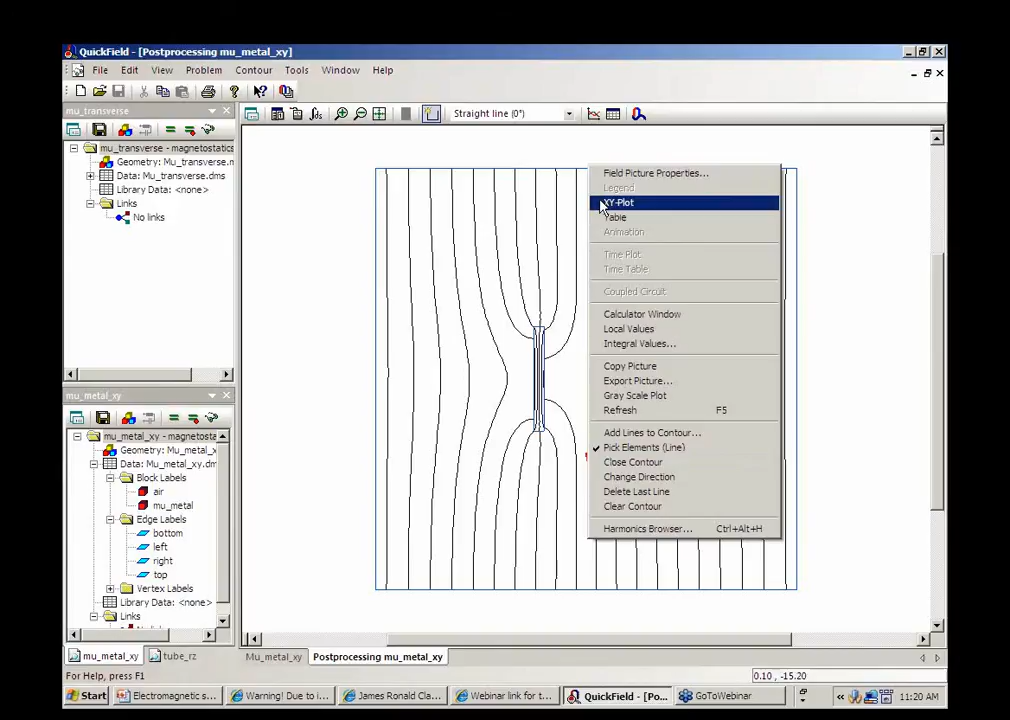 QuickField - [Postprocessing mu_metal_xy]
File Edit View Problem Contour Tools Window Help
Straight line (0°)
mu_transverse
mu_transverse - magnetostatics
Geometry: Mu_transverse.m
Data: Mu_transverse.dms
Library Data: <none>
Links
No links
mu_metal_xy
mu_metal_xy - magnetosta
Geometry: Mu_metal_x
Data: Mu_metal_xy.dm
Block Labels
air
mu_metal
Edge Labels
bottom
left
right
top
Vertex Labels
Library Data: <none>
Links
mu_metal_xy tube_rz
Field Picture Properties...
Legend
XY-Plot
Table
Animation
Time Plot
Time Table
Coupled Circuit
Calculator Window
Local Values
Integral Values...
Copy Picture
Export Picture...
Gray Scale Plot
Refresh F5
Add Lines to Contour...
Pick Elements (Line)
Close Contour
Change Direction
Delete Last Line
Clear Contour
Harmonics Browser... Ctrl+Alt+H
Mu_metal_xy Postprocessing mu_metal_xy
For Help, press F1
0.10 , -15.20
Start Electromagnetic s... Warning! Due to i... James Ronald Cla... Webinar link for t... QuickField - [Po... GoToWebinar « 11:20 AM